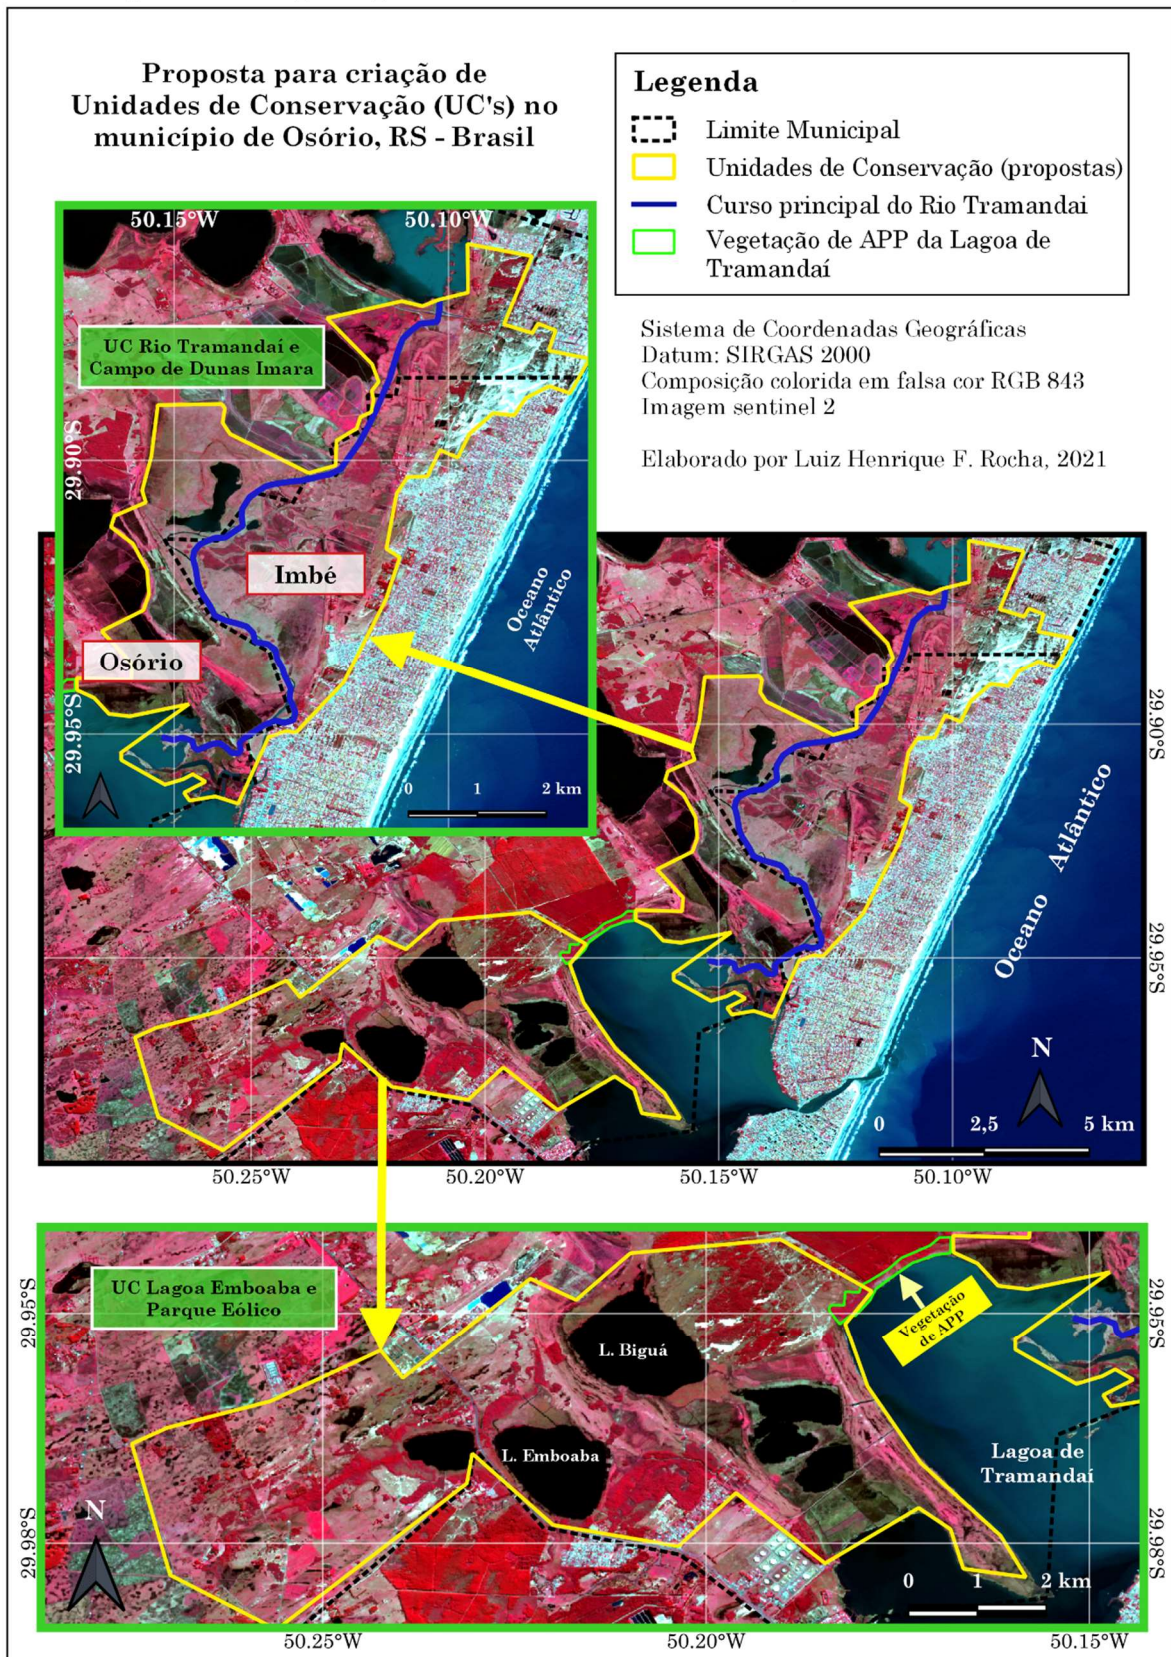 Proposta para criação de
Unidades de Conservação (UC's) no
município de Osório, RS - Brasil
Legenda
Limite Municipal
Unidades de Conservação (propostas)
Curso principal do Rio Tramandai
Vegetação de APP da Lagoa de
Tramandaí
Sistema de Coordenadas Geográficas
Datum: SIRGAS 2000
Composição colorida em falsa cor RGB 843
Imagem sentinel 2
Elaborado por Luiz Henrique F. Rocha, 2021
50.15°W
50.10°W
UC Rio Tramandaí e
Campo de Dunas Imara
29.90°S
Imbé
Osório
29.95°S
Oceano
Atlântico
0
1
2 km
29.90°S
Oceano Atlântico
29.95°S
N
0
2,5
5 km
50.25°W
50.20°W
50.15°W
50.10°W
UC Lagoa Emboaba e
Parque Eólico
29.95°S
29.95°S
Vegetação
de APP
L. Biguá
L. Emboaba
Lagoa de
Tramandaí
N
29.98°S
29.98°S
0
1
2 km
50.25°W
50.20°W
50.15°W